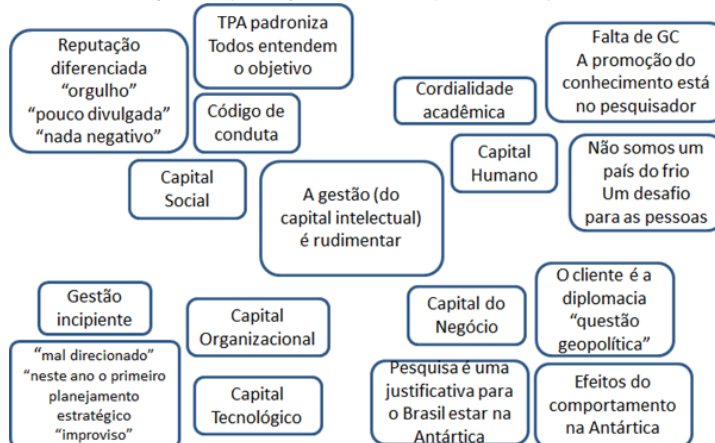 TPA padroniza
Todos entendem
o objetivo
Reputação
diferenciada
“orgulho”
“pouco divulgada”
“nada negativo”
Código de
conduta
Cordialidade
acadêmica
Falta de GC
A promoção do
conhecimento está
no pesquisador
Capital
Social
A gestão (do
capital intelectual)
é rudimentar
Capital
Humano
Não somos um
país do frio
Um desafio
para as pessoas
Gestão
incipiente
Capital
Organizacional
Capital do
Negócio
O cliente é a
diplomacia
“questão
geopolítica”
“mal direcionado”
“neste ano o primeiro
planejamento
estratégico
“improviso”
Capital
Tecnológico
Pesquisa é uma
justificativa para
o Brasil estar na
Antártica
Efeitos do
comportamento
na Antártica